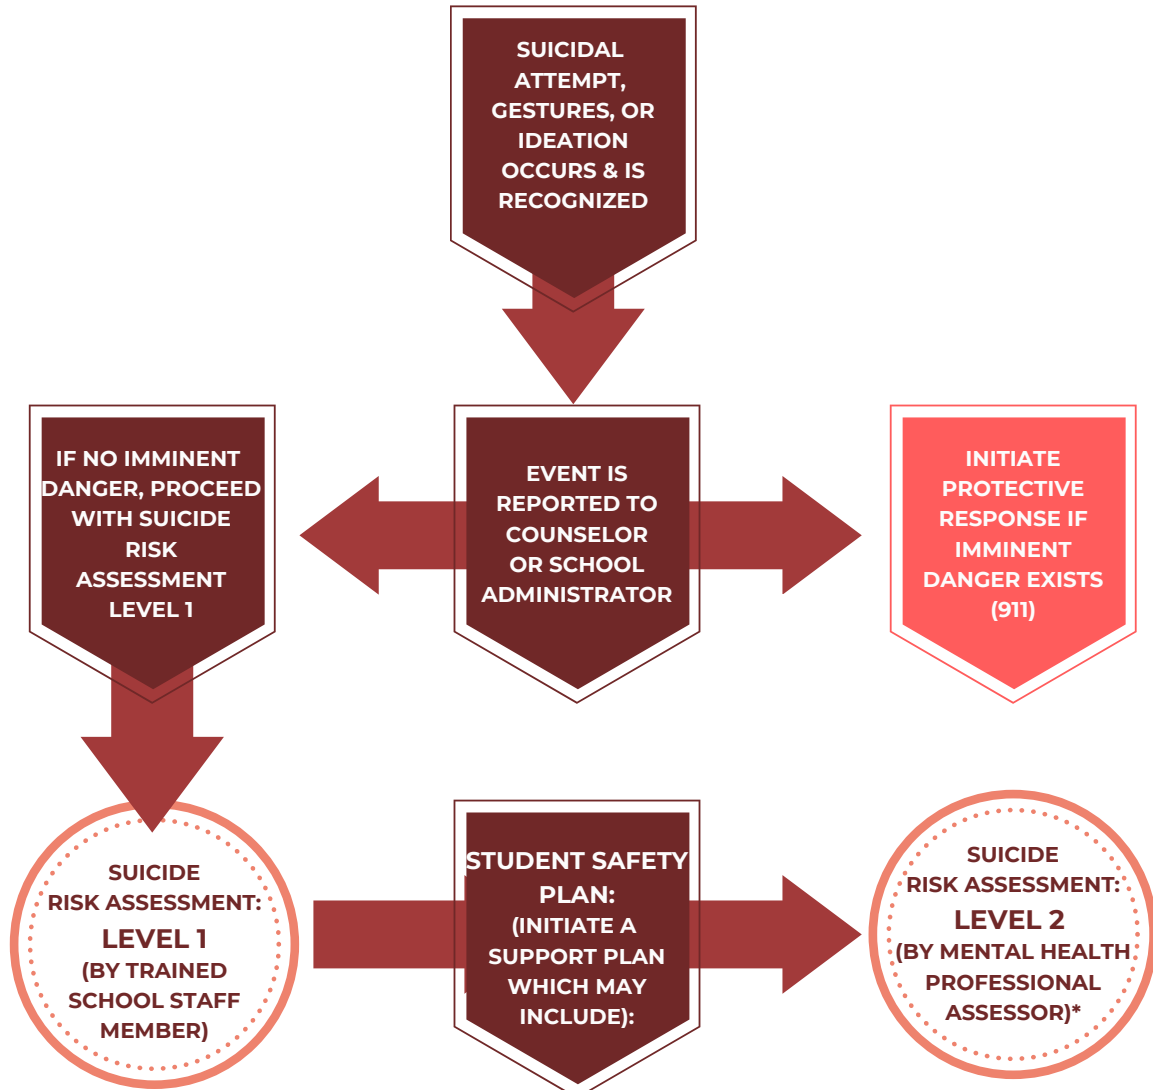 SUICIDAL
ATTEMPT,
GESTURES, OR
IDEATION
OCCURS & IS
RECOGNIZED
IF NO IMMINENT
DANGER, PROCEED
WITH SUICIDE
RISK
ASSESSMENT
LEVEL 1
EVENT IS
REPORTED TO
COUNSELOR
OR SCHOOL
ADMINISTRATOR
INITIATE
PROTECTIVE
RESPONSE IF
IMMINENT
DANGER EXISTS
(911)
SUICIDE
RISK ASSESSMENT:
LEVEL 1
(BY TRAINED
SCHOOL STAFF
MEMBER)
STUDENT SAFETY
PLAN:
(INITIATE A
SUPPORT PLAN
WHICH MAY
INCLUDE):
SUICIDE
RISK ASSESSMENT:
LEVEL 2
(BY MENTAL HEALTH
PROFESSIONAL
ASSESSOR)*